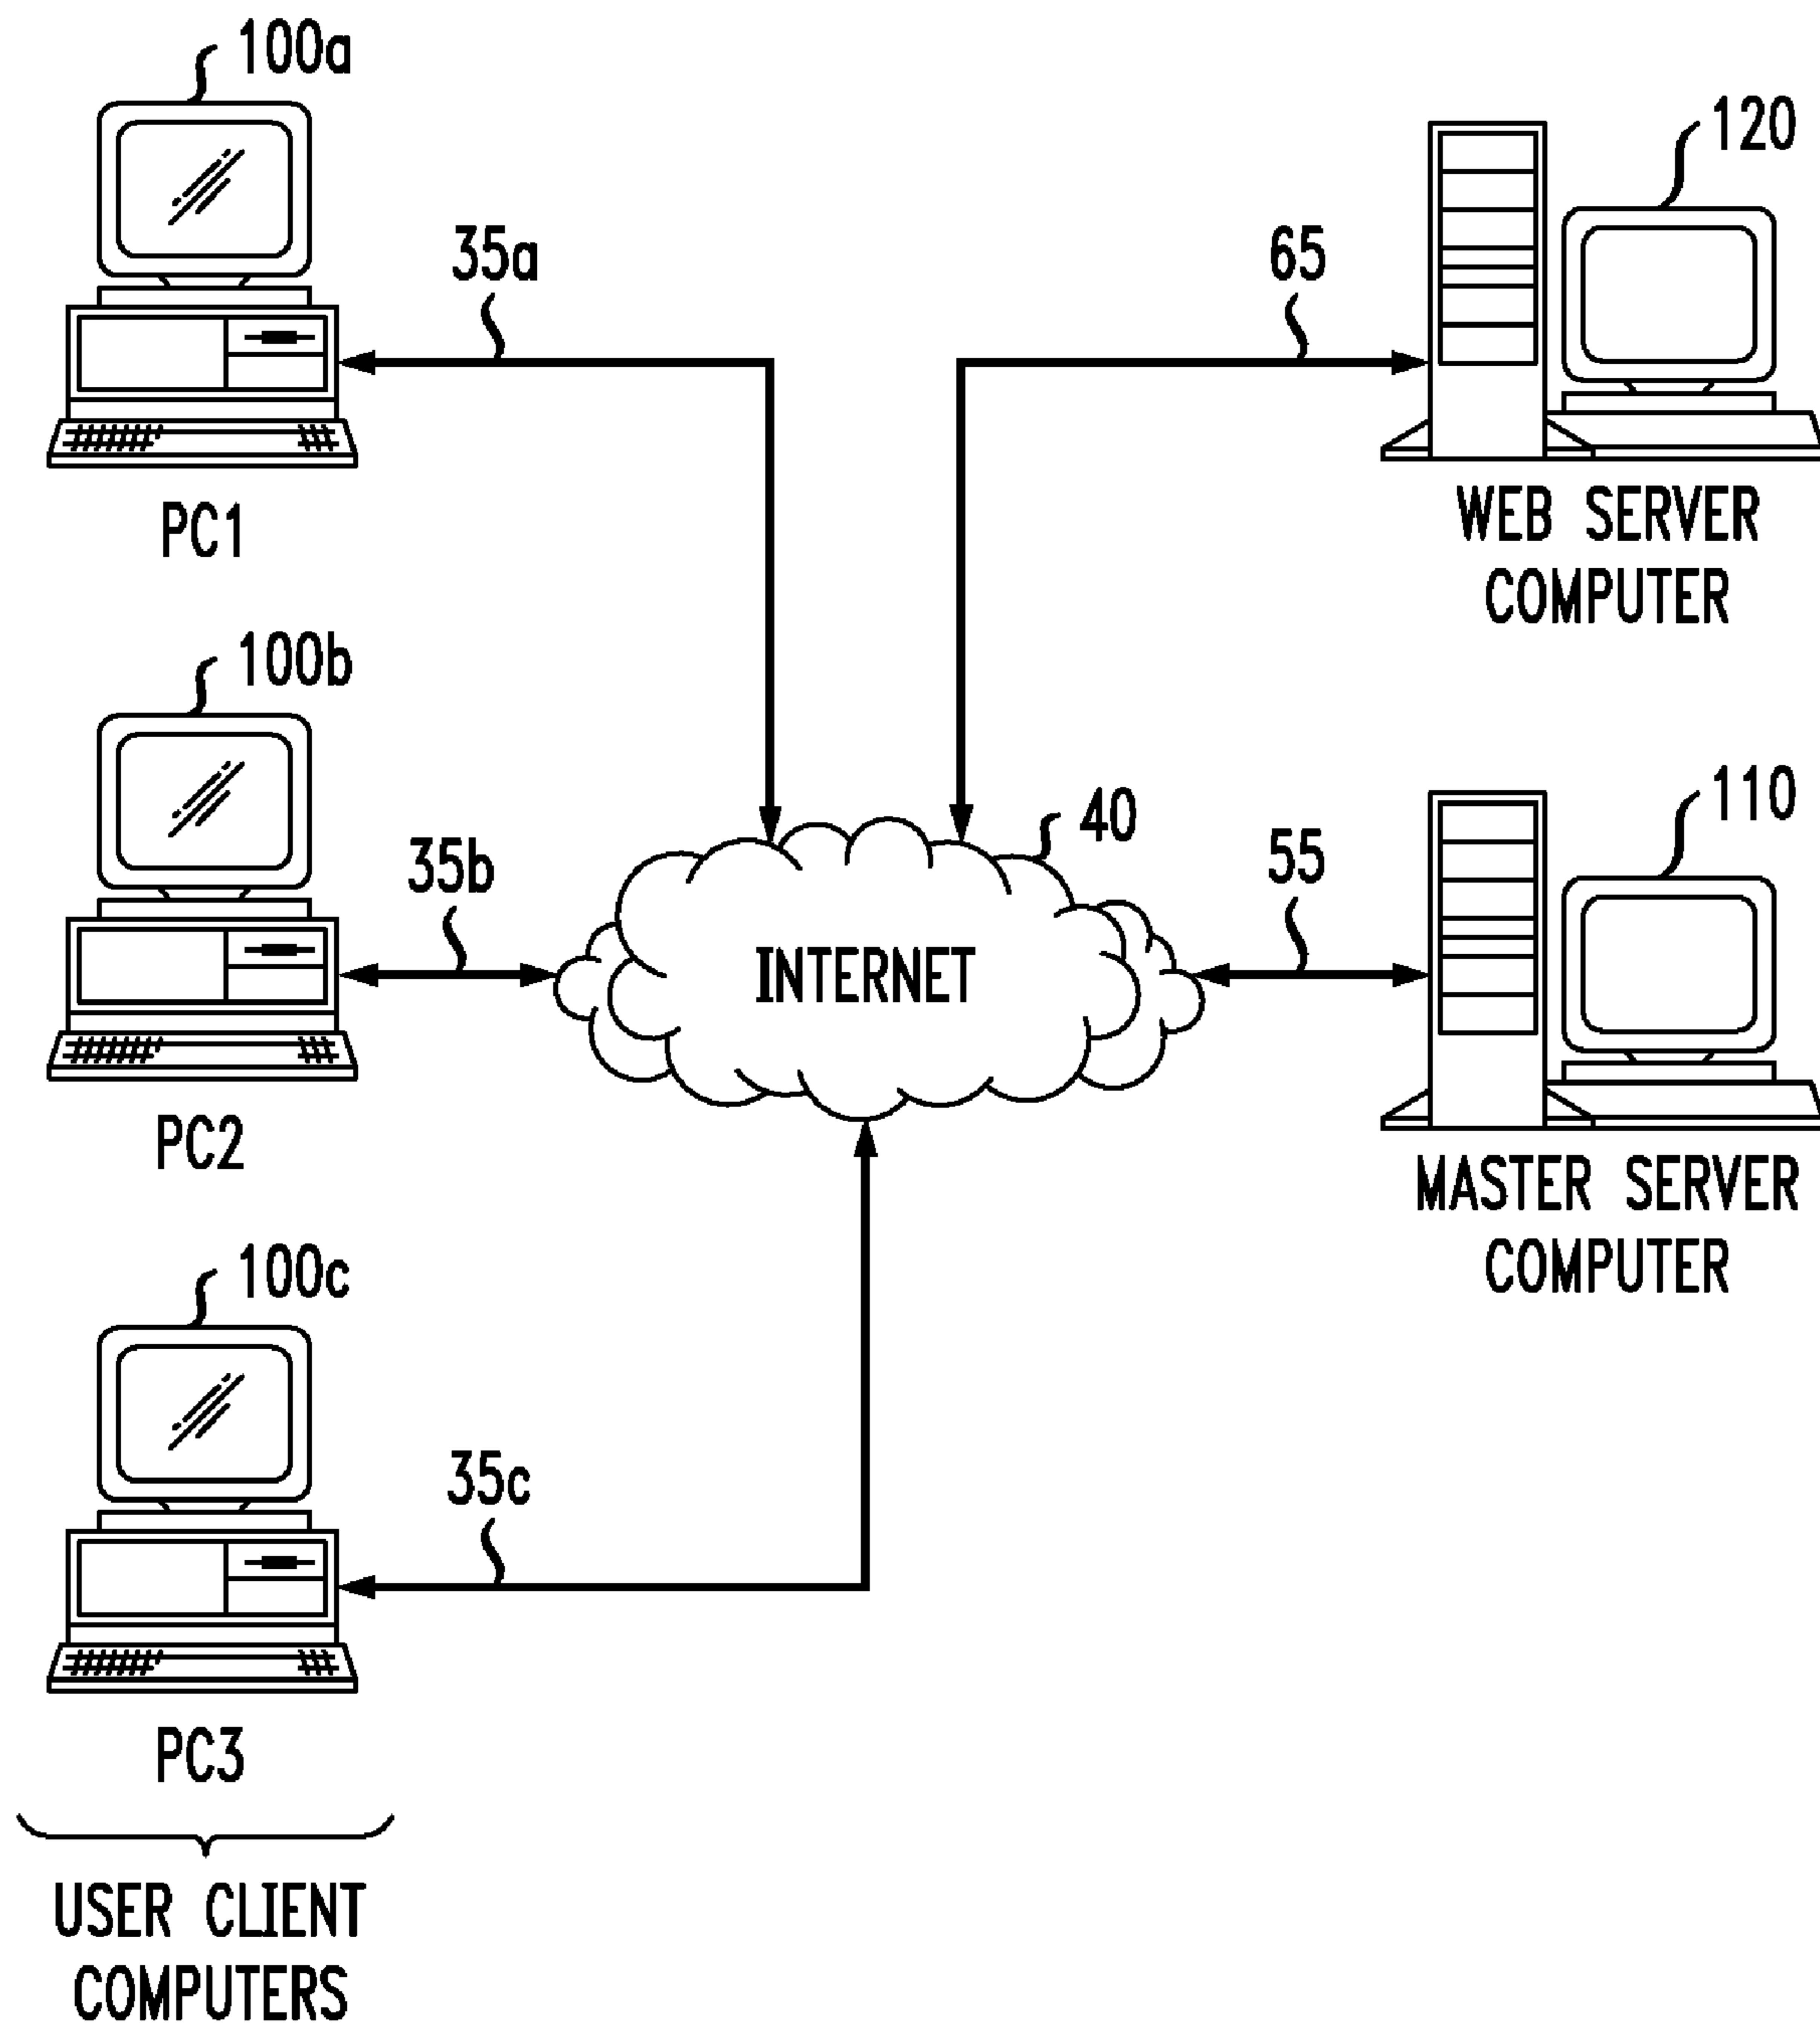 100a
120
35a
65
PC1
WEB SERVER
COMPUTER
100b
110
40
35b
55
INTERNET
PC2
MASTER SERVER
COMPUTER
100c
35c
PC3
USER CLIENT
COMPUTERS